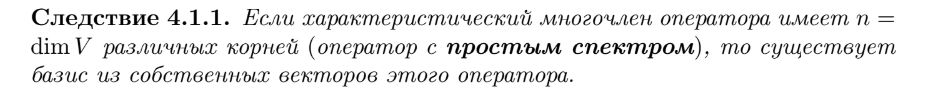 Следствие 4.1.1. Если характеристический многочлен оператора имеет n =
dim V различных корней (оператор с простым спектром), то существует
базис из собственных векторов этого оператора.